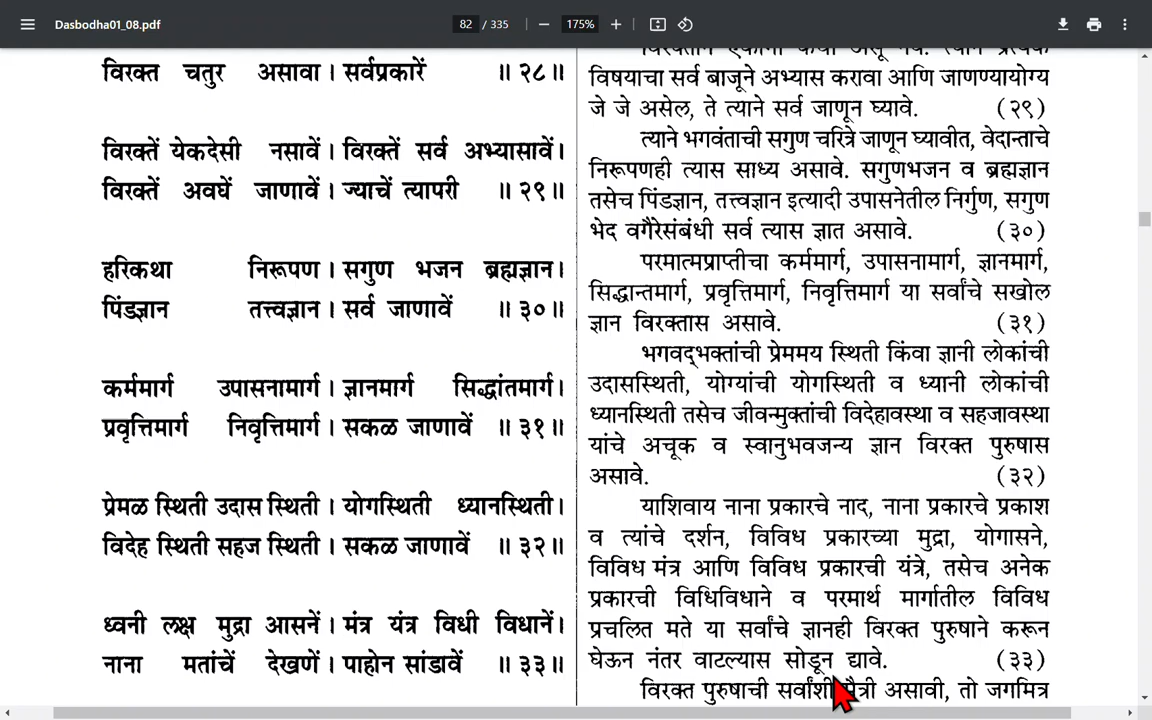 Dasbodha01_08.pdf
82 / 335
175%
विरक्त चतुर असावा। सर्वप्रकारें ॥ २८॥
विरक्तें येकदेसी नसावें। विरक्तें सर्व अभ्यासावें।
विरक्तें अवघें जाणावें। ज्याचें त्यापरी ॥ २९॥
हरिकथा निरूपण। सगुण भजन ब्रह्मज्ञान।
पिंडज्ञान तत्त्वज्ञान। सर्व जाणावें ॥ ३०॥
कर्ममार्ग उपासनामार्ग। ज्ञानमार्ग सिद्धांतमार्ग।
प्रवृत्तिमार्ग निवृत्तिमार्ग। सकळ जाणावें ॥ ३१॥
प्रेमळ स्थिती उदास स्थिती। योगस्थिती ध्यानस्थिती।
विदेह स्थिती सहज स्थिती। सकळ जाणावें ॥ ३२॥
ध्वनी लक्ष मुद्रा आसनें। मंत्र यंत्र विधी विधानें।
नाना मतांचें देखणें। पाहोन सांडावें ॥ ३३॥
विरक्ताने एकांगी कधी असू नये. त्याने प्रत्येक
विषयाचा सर्व बाजूने अभ्यास करावा आणि जाणण्यायोग्य
जे जे असेल, ते त्याने सर्व जाणून घ्यावे. (२९)
त्याने भगवंताची सगुण चरित्रे जाणून घ्यावीत, वेदान्ताचे
निरूपणही त्यास साध्य असावे. सगुणभजन व ब्रह्मज्ञान
तसेच पिंडज्ञान, तत्त्वज्ञान इत्यादी उपासनेतील निर्गुण, सगुण
भेद वगैरेसंबंधी सर्व त्यास ज्ञात असावे. (३०)
परमात्मप्राप्तीचा कर्ममार्ग, उपासनामार्ग, ज्ञानमार्ग,
सिद्धान्तमार्ग, प्रवृत्तिमार्ग, निवृत्तिमार्ग या सर्वांचे सखोल
ज्ञान विरक्तास असावे. (३१)
भगवद्‌भक्तांची प्रेममय स्थिती किंवा ज्ञानी लोकांची
उदासस्थिती, योग्यांची योगस्थिती व ध्यानी लोकांची
ध्यानस्थिती तसेच जीवन्मुक्तांची विदेहावस्था व सहजावस्था
यांचे अचूक व स्वानुभवजन्य ज्ञान विरक्त पुरुषास
असावे. (३२)
याशिवाय नाना प्रकारचे नाद, नाना प्रकारचे प्रकाश
व त्यांचे दर्शन, विविध प्रकारच्या मुद्रा, योगासने,
विविध मंत्र आणि विविध प्रकारची यंत्रे, तसेच अनेक
प्रकारची विधिविधाने व परमार्थ मार्गातील विविध
प्रचलित मते या सर्वांचे ज्ञानही विरक्त पुरुषाने करून
घेऊन नंतर वाटल्यास सोडून द्यावे. (३३)
विरक्त पुरुषाची सर्वांशी मैत्री असावी, तो जगमित्र